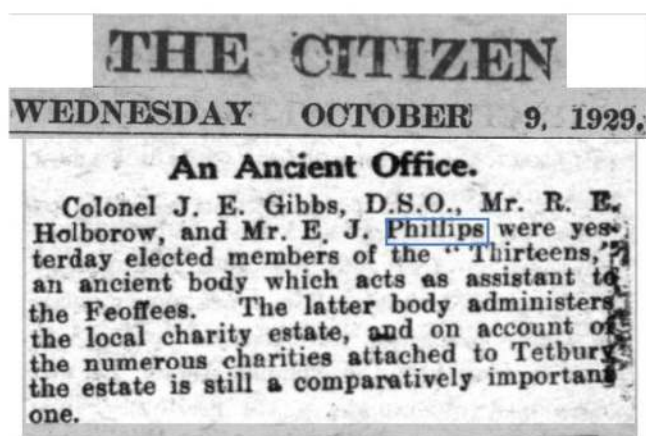 THE CITIZEN
WEDNESDAY OCTOBER 9, 1929.
An Ancient Office.
Colonel J. E. Gibbs, D.S.O., Mr. R. E.
Holborow, and Mr. E. J. Phillips were yes-
terday elected members of the "Thirteens,"
an ancient body which acts as assistant to
the Feoffees. The latter body administers
the local charity estate, and on account of
the numerous charities attached to Tetbury
the estate is still a comparatively important
one.